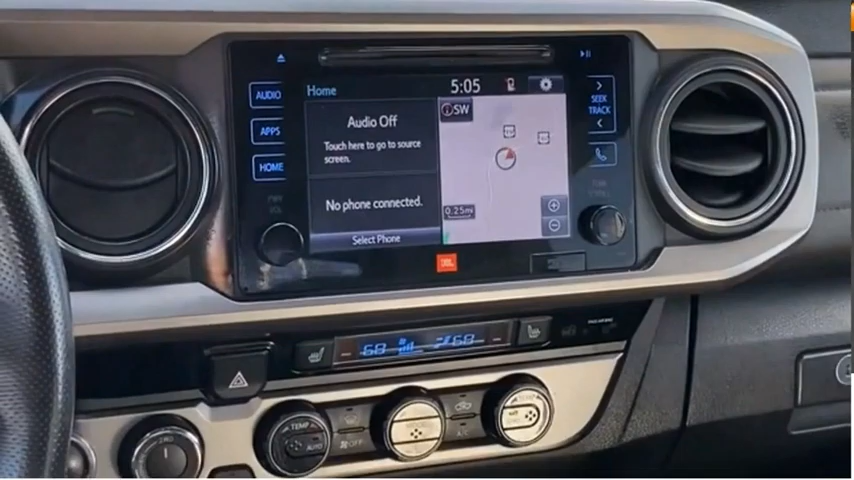 Home
5:05
AUDIO
APPS
HOME
Audio Off
Touch here to go to source
screen.
No phone connected.
Select Phone
SW
0.25mi
SEEK
TRACK
JBL
68
68
TEMP
AUTO
OFF
A/C
TEMP